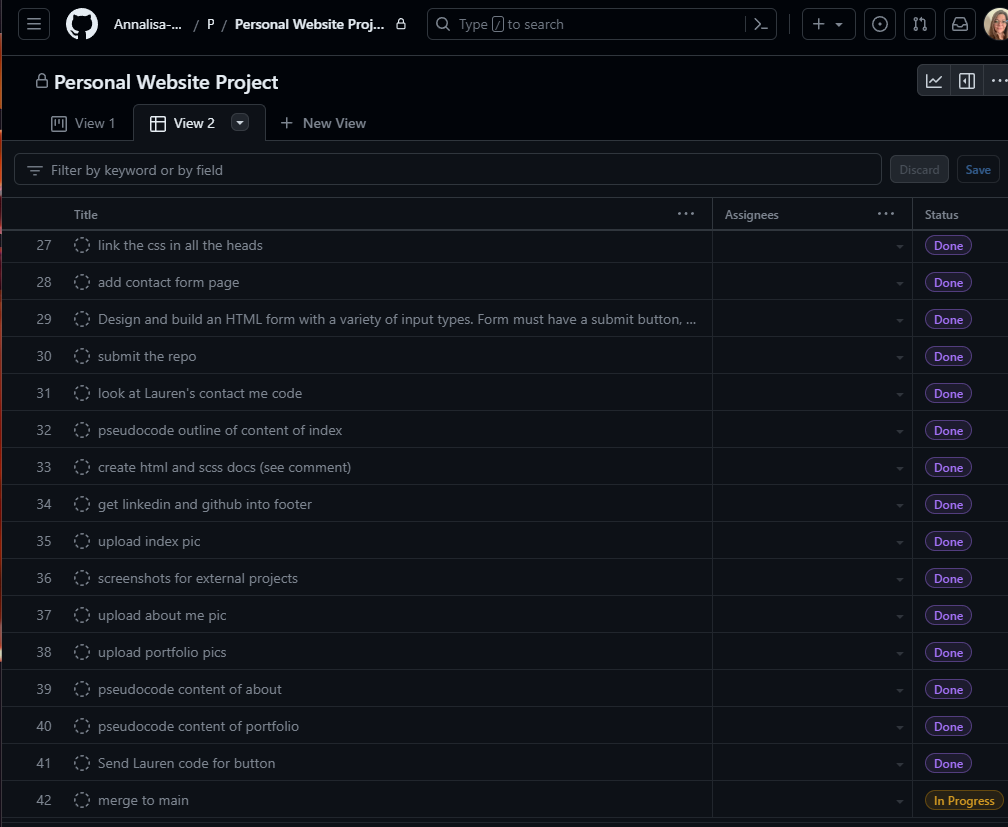 Annalisa-... / P / Personal Website Proj...
Type / to search
Personal Website Project
View 1
View 2
New View
Filter by keyword or by field
Discard
Save
Title ... Assignees ... Status
27 link the css in all the heads Done
28 add contact form page Done
29 Design and build an HTML form with a variety of input types. Form must have a submit button, ... Done
30 submit the repo Done
31 look at Lauren's contact me code Done
32 pseudocode outline of content of index Done
33 create html and scss docs (see comment) Done
34 get linkedin and github into footer Done
35 upload index pic Done
36 screenshots for external projects Done
37 upload about me pic Done
38 upload portfolio pics Done
39 pseudocode content of about Done
40 pseudocode content of portfolio Done
41 Send Lauren code for button Done
42 merge to main In Progress